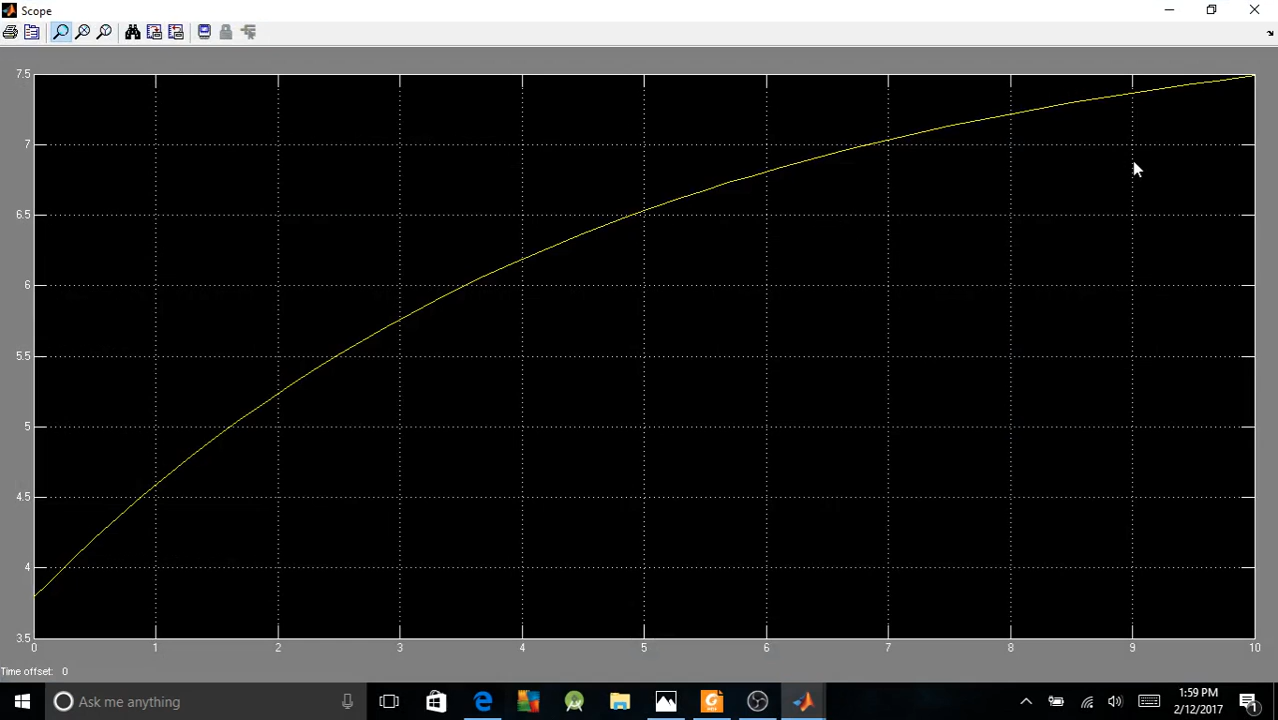 Scope
7.5
7
6.5
6
5.5
5
4.5
4
3.5
0 1 2 3 4 5 6 7 8 9 10
Time offset: 0
Ask me anything
1:59 PM
2/12/2017
1